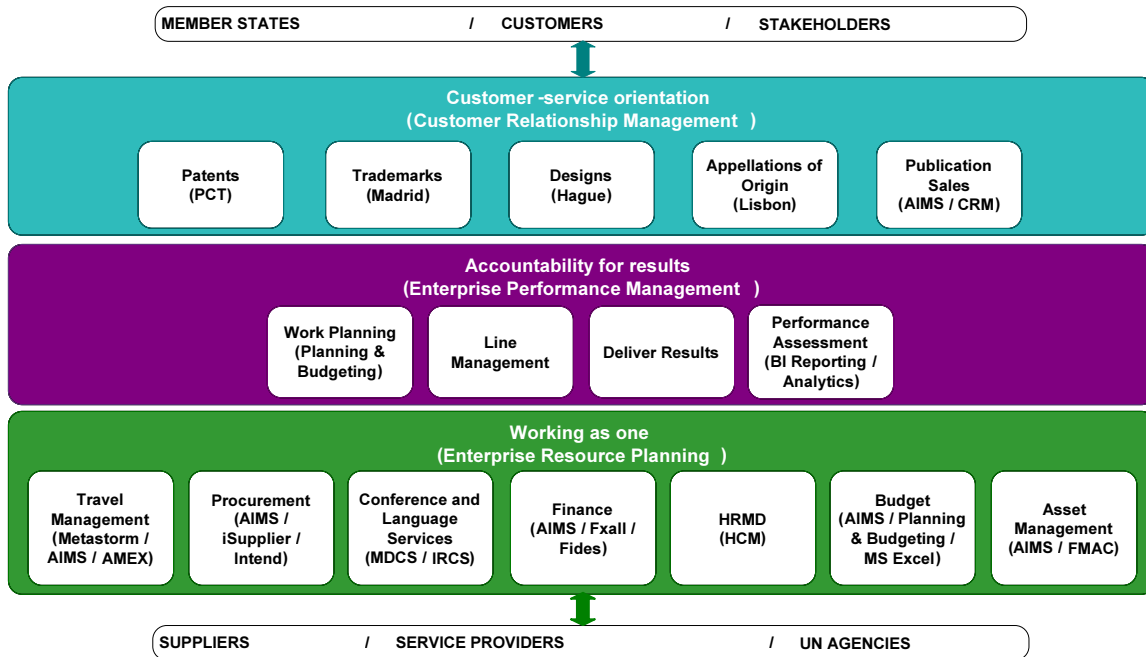 MEMBER STATES / CUSTOMERS / STAKEHOLDERS
Customer -service orientation
(Customer Relationship Management )
Patents
(PCT)
Trademarks
(Madrid)
Designs
(Hague)
Appellations of
Origin
(Lisbon)
Publication
Sales
(AIMS / CRM)
Accountability for results
(Enterprise Performance Management )
Work Planning
(Planning &
Budgeting)
Line
Management
Deliver Results
Performance
Assessment
(BI Reporting /
Analytics)
Working as one
(Enterprise Resource Planning )
Travel
Management
(Metastorm /
AIMS / AMEX)
Procurement
(AIMS /
iSupplier /
Intend)
Conference and
Language
Services
(MDCS / IRCS)
Finance
(AIMS / Fxall /
Fides)
HRMD
(HCM)
Budget
(AIMS / Planning
& Budgeting /
MS Excel)
Asset
Management
(AIMS / FMAC)
SUPPLIERS / SERVICE PROVIDERS / UN AGENCIES